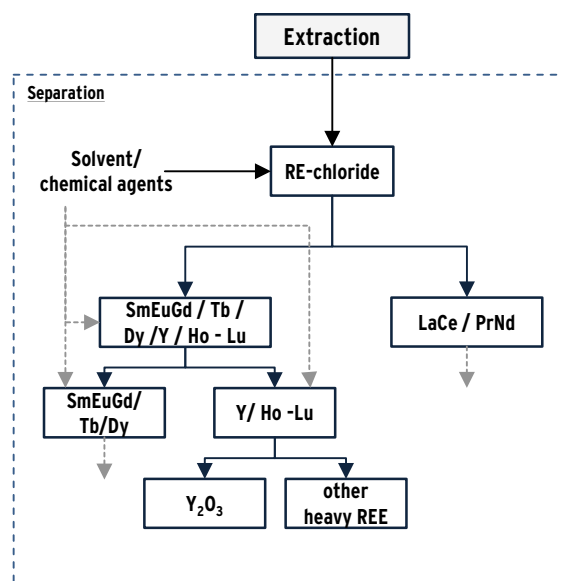 Extraction
Separation
Solvent/
chemical agents
RE-chloride
SmEuGd / Tb /
Dy /Y / Ho - Lu
LaCe / PrNd
SmEuGd/
Tb/Dy
Y/ Ho -Lu
Y₂O₃
other
heavy REE